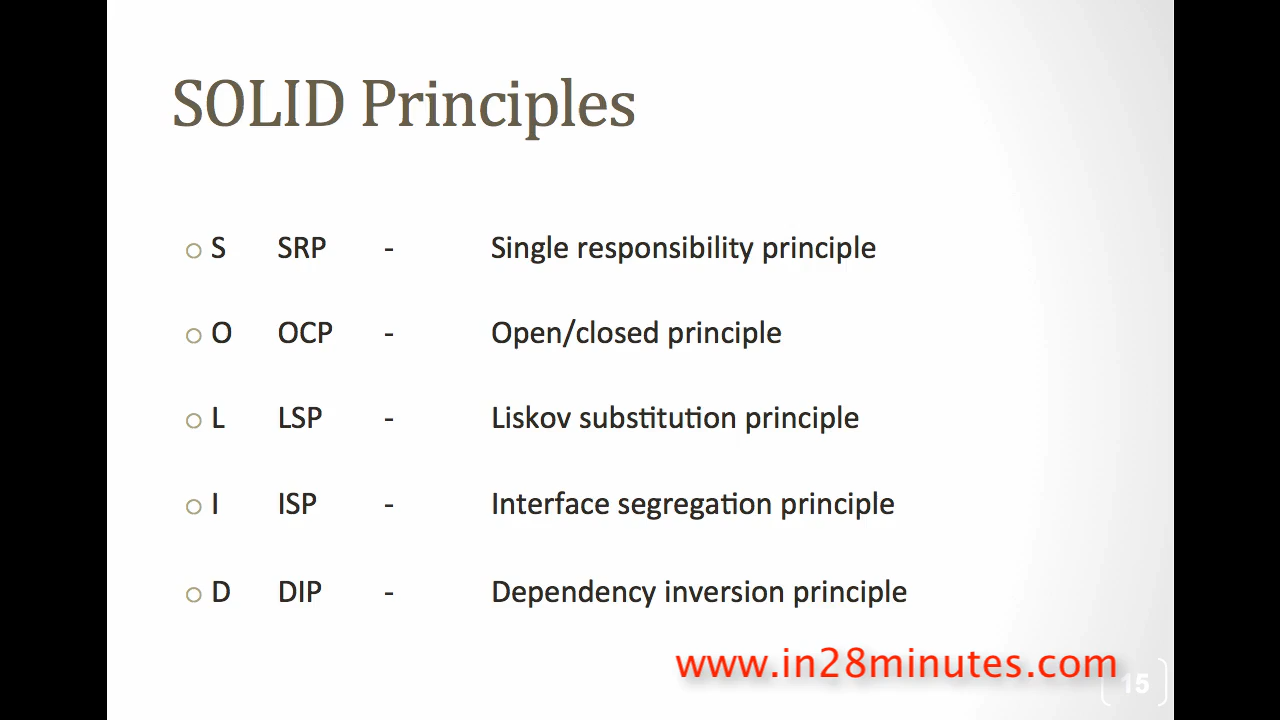 SOLID Principles
S SRP - Single responsibility principle
O OCP - Open/closed principle
L LSP - Liskov substitution principle
I ISP - Interface segregation principle
D DIP - Dependency inversion principle
www.in28minutes.com
15